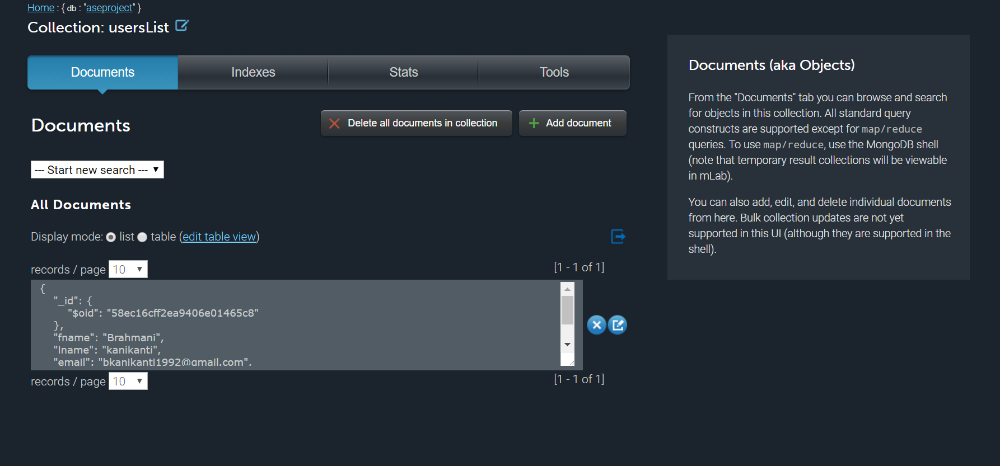 Home : { db : "aseproject" }
Collection: usersList
Documents
Indexes
Stats
Tools
Documents
Delete all documents in collection
Add document
--- Start new search ---
All Documents
Display mode: list table (edit table view)
records / page 10
[1 - 1 of 1]
{
"_id": {
"$oid": "58ec16cff2ea9406e01465c8"
},
"fname": "Brahmani",
"lname": "kanikanti",
"email": "bkanikanti1992@gmail.com",
records / page 10
[1 - 1 of 1]
Documents (aka Objects)
From the "Documents" tab you can browse and search
for objects in this collection. All standard query
constructs are supported except for map/reduce
queries. To use map/reduce, use the MongoDB shell
(note that temporary result collections will be viewable
in mLab).
You can also add, edit, and delete individual documents
from here. Bulk collection updates are not yet
supported in this UI (although they are supported in the
shell).